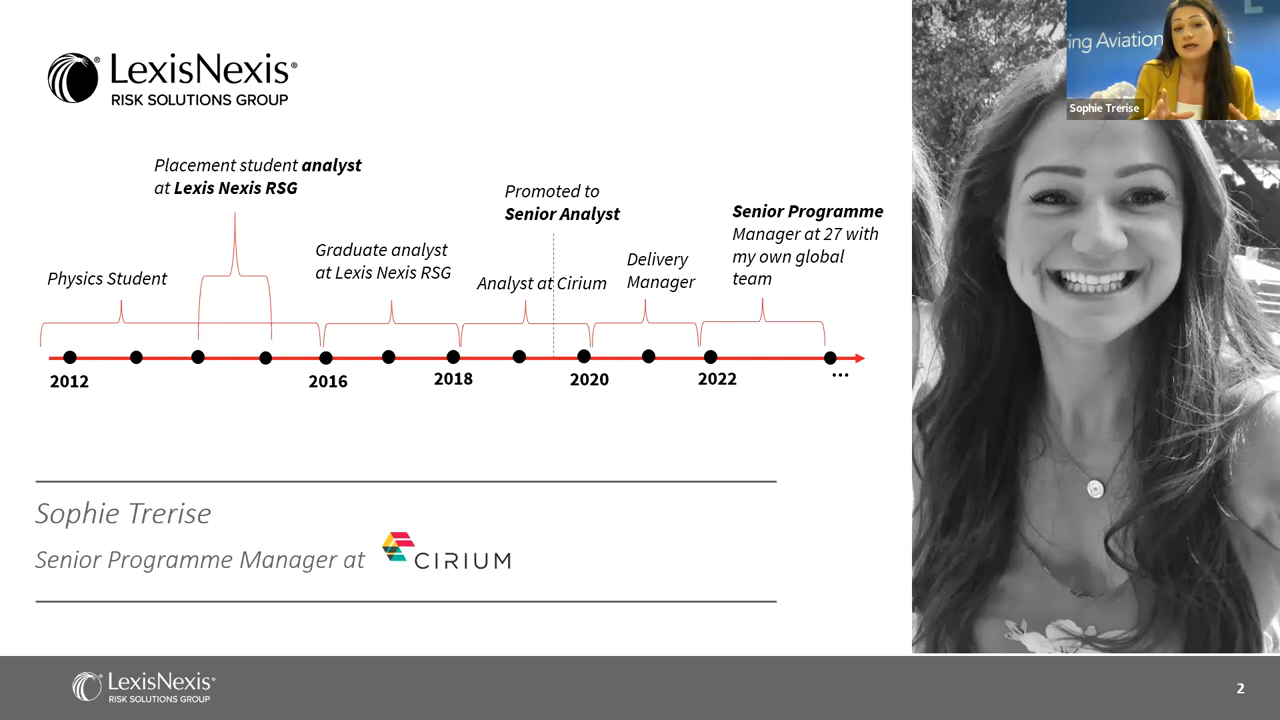 LexisNexis®
RISK SOLUTIONS GROUP
Placement student analyst
at Lexis Nexis RSG
Promoted to
Senior Analyst
Senior Programme
Manager at 27 with
my own global
team
Graduate analyst
at Lexis Nexis RSG
Delivery
Manager
Physics Student
Analyst at Cirium
2012
2016
2018
2020
2022
...
Sophie Trerise
Senior Programme Manager at CIRIUM
LexisNexis®
RISK SOLUTIONS GROUP
2
Aviation
Sophie Trerise